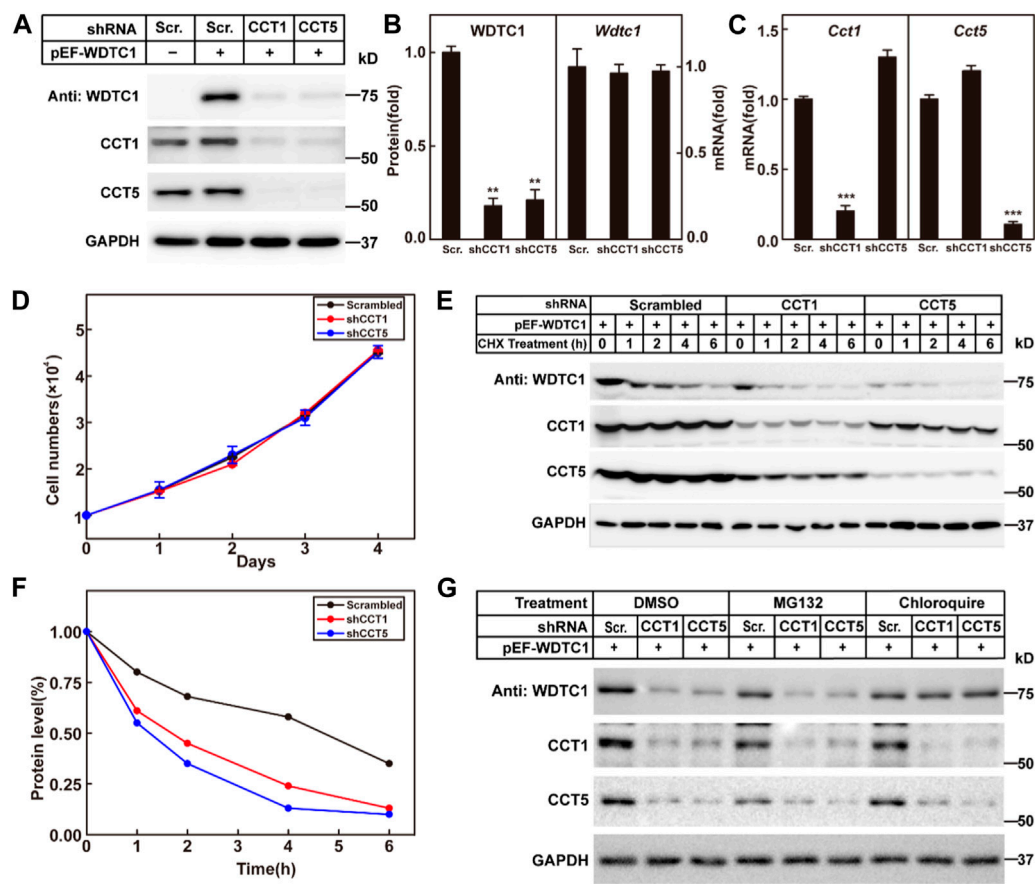 A
shRNA Scr. Scr. CCT1 CCT5
pEF-WDTC1 − + + + kD
Anti: WDTC1 75
CCT1 50
CCT5
GAPDH 37
B
WDTC1 Wdtc1
Protein(fold)
1.0
0.5
0.0
** **
mRNA(fold)
1.0
0.5
0.0
Scr. shCCT1 shCCT5 Scr. shCCT1 shCCT5
C
Cct1 Cct5
mRNA(fold)
1.5
1.0
0.5
0.0
*** ***
Scr. shCCT1 shCCT5 Scr. shCCT1 shCCT5
D
Scrambled
shCCT1
shCCT5
Cell numbers(×10⁴)
5
4
3
2
1
0 1 2 3 4
Days
E
shRNA Scrambled CCT1 CCT5
pEF-WDTC1 + + + + + + + + + + + + + + +
CHX Treatment (h) 0 1 2 4 6 0 1 2 4 6 0 1 2 4 6 kD
Anti: WDTC1 75
CCT1
CCT5 50
GAPDH 37
F
Scrambled
shCCT1
shCCT5
Protein level(%)
1.00
0.75
0.50
0.25
0.00
0 1 2 3 4 5 6
Time(h)
G
Treatment DMSO MG132 Chloroquire
shRNA Scr. CCT1 CCT5 Scr. CCT1 CCT5 Scr. CCT1 CCT5
pEF-WDTC1 + + + + + + + + + kD
Anti: WDTC1 75
CCT1 50
CCT5 50
GAPDH 37